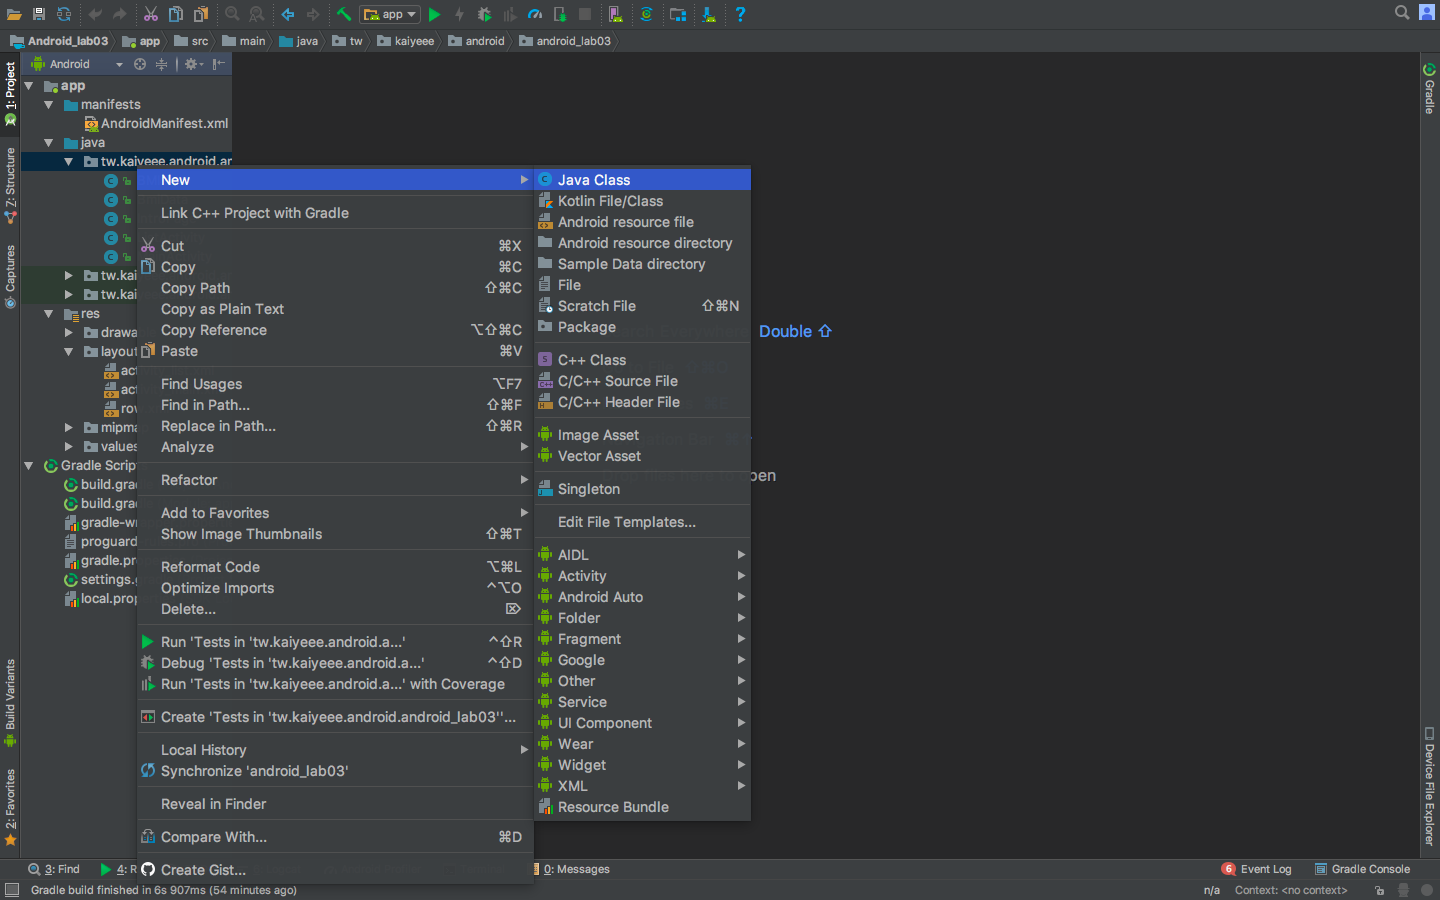 app
Android_lab03
app
src
main
java
tw
kaiyeee
android
android_lab03
Android
1: Project
Z: Structure
Captures
Build Variants
2: Favorites
app
manifests
AndroidManifest.xml
java
tw.kaiyeee.android.ar
tw.kai
tw.kai
res
drawa
layout
act
act
row
mipm
values
Gradle Script
build.grad
build.grad
gradle-wr
proguard
gradle.pro
settings.g
local.prop
New
Link C++ Project with Gradle
Cut ⌘X
Copy ⌘C
Copy Path ⇧⌘C
Copy as Plain Text
Copy Reference ⌥⇧⌘C
Paste ⌘V
Find Usages ⌥F7
Find in Path... ⇧⌘F
Replace in Path... ⇧⌘R
Analyze
Refactor
Add to Favorites
Show Image Thumbnails ⇧⌘T
Reformat Code ⌥⌘L
Optimize Imports ^⌥O
Delete... ⌦
Run 'Tests in 'tw.kaiyeee.android.a...' ^⇧R
Debug 'Tests in 'tw.kaiyeee.android.a...' ^⇧D
Run 'Tests in 'tw.kaiyeee.android.a...' with Coverage
Create 'Tests in 'tw.kaiyeee.android.android_lab03''...
Local History
Synchronize 'android_lab03'
Reveal in Finder
Compare With... ⌘D
Create Gist...
Java Class
Kotlin File/Class
Android resource file
Android resource directory
Sample Data directory
File
Scratch File ⇧⌘N
Package
C++ Class
C/C++ Source File
C/C++ Header File
Image Asset
Vector Asset
Singleton
Edit File Templates...
AIDL
Activity
Android Auto
Folder
Fragment
Google
Other
Service
UI Component
Wear
Widget
XML
Resource Bundle
Double ⇧
pen
Gradle
Device File Explorer
3: Find
4: R
0: Messages
6 Event Log
Gradle Console
Gradle build finished in 6s 907ms (54 minutes ago)
n/a
Context: <no context>